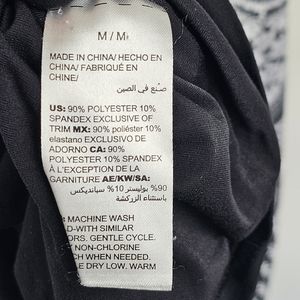 M / M
MADE IN CHINA/ HECHO EN
CHINA/ FABRIQUÉ EN
CHINE/
صنع في الصين
US: 90% POLYESTER 10%
SPANDEX EXCLUSIVE OF
TRIM MX: 90% poliéster 10%
elastano EXCLUSIVO DE
ADORNO CA: 90%
POLYESTER 10% SPANDEX
À L'EXCEPTION DE LA
GARNITURE AE/KW/SA:
90% بوليستر 10% سبانديكس
باستثناء الزركشة
: MACHINE WASH
WITH SIMILAR
ORS. GENTLE CYCLE.
NON-CHLORINE
CH WHEN NEEDED.
E DRY LOW. WARM